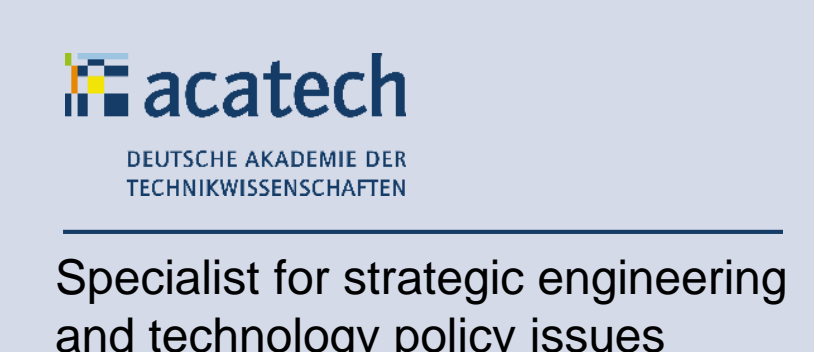 acatech
DEUTSCHE AKADEMIE DER
TECHNIKWISSENSCHAFTEN
Specialist for strategic engineering
and technology policy issues